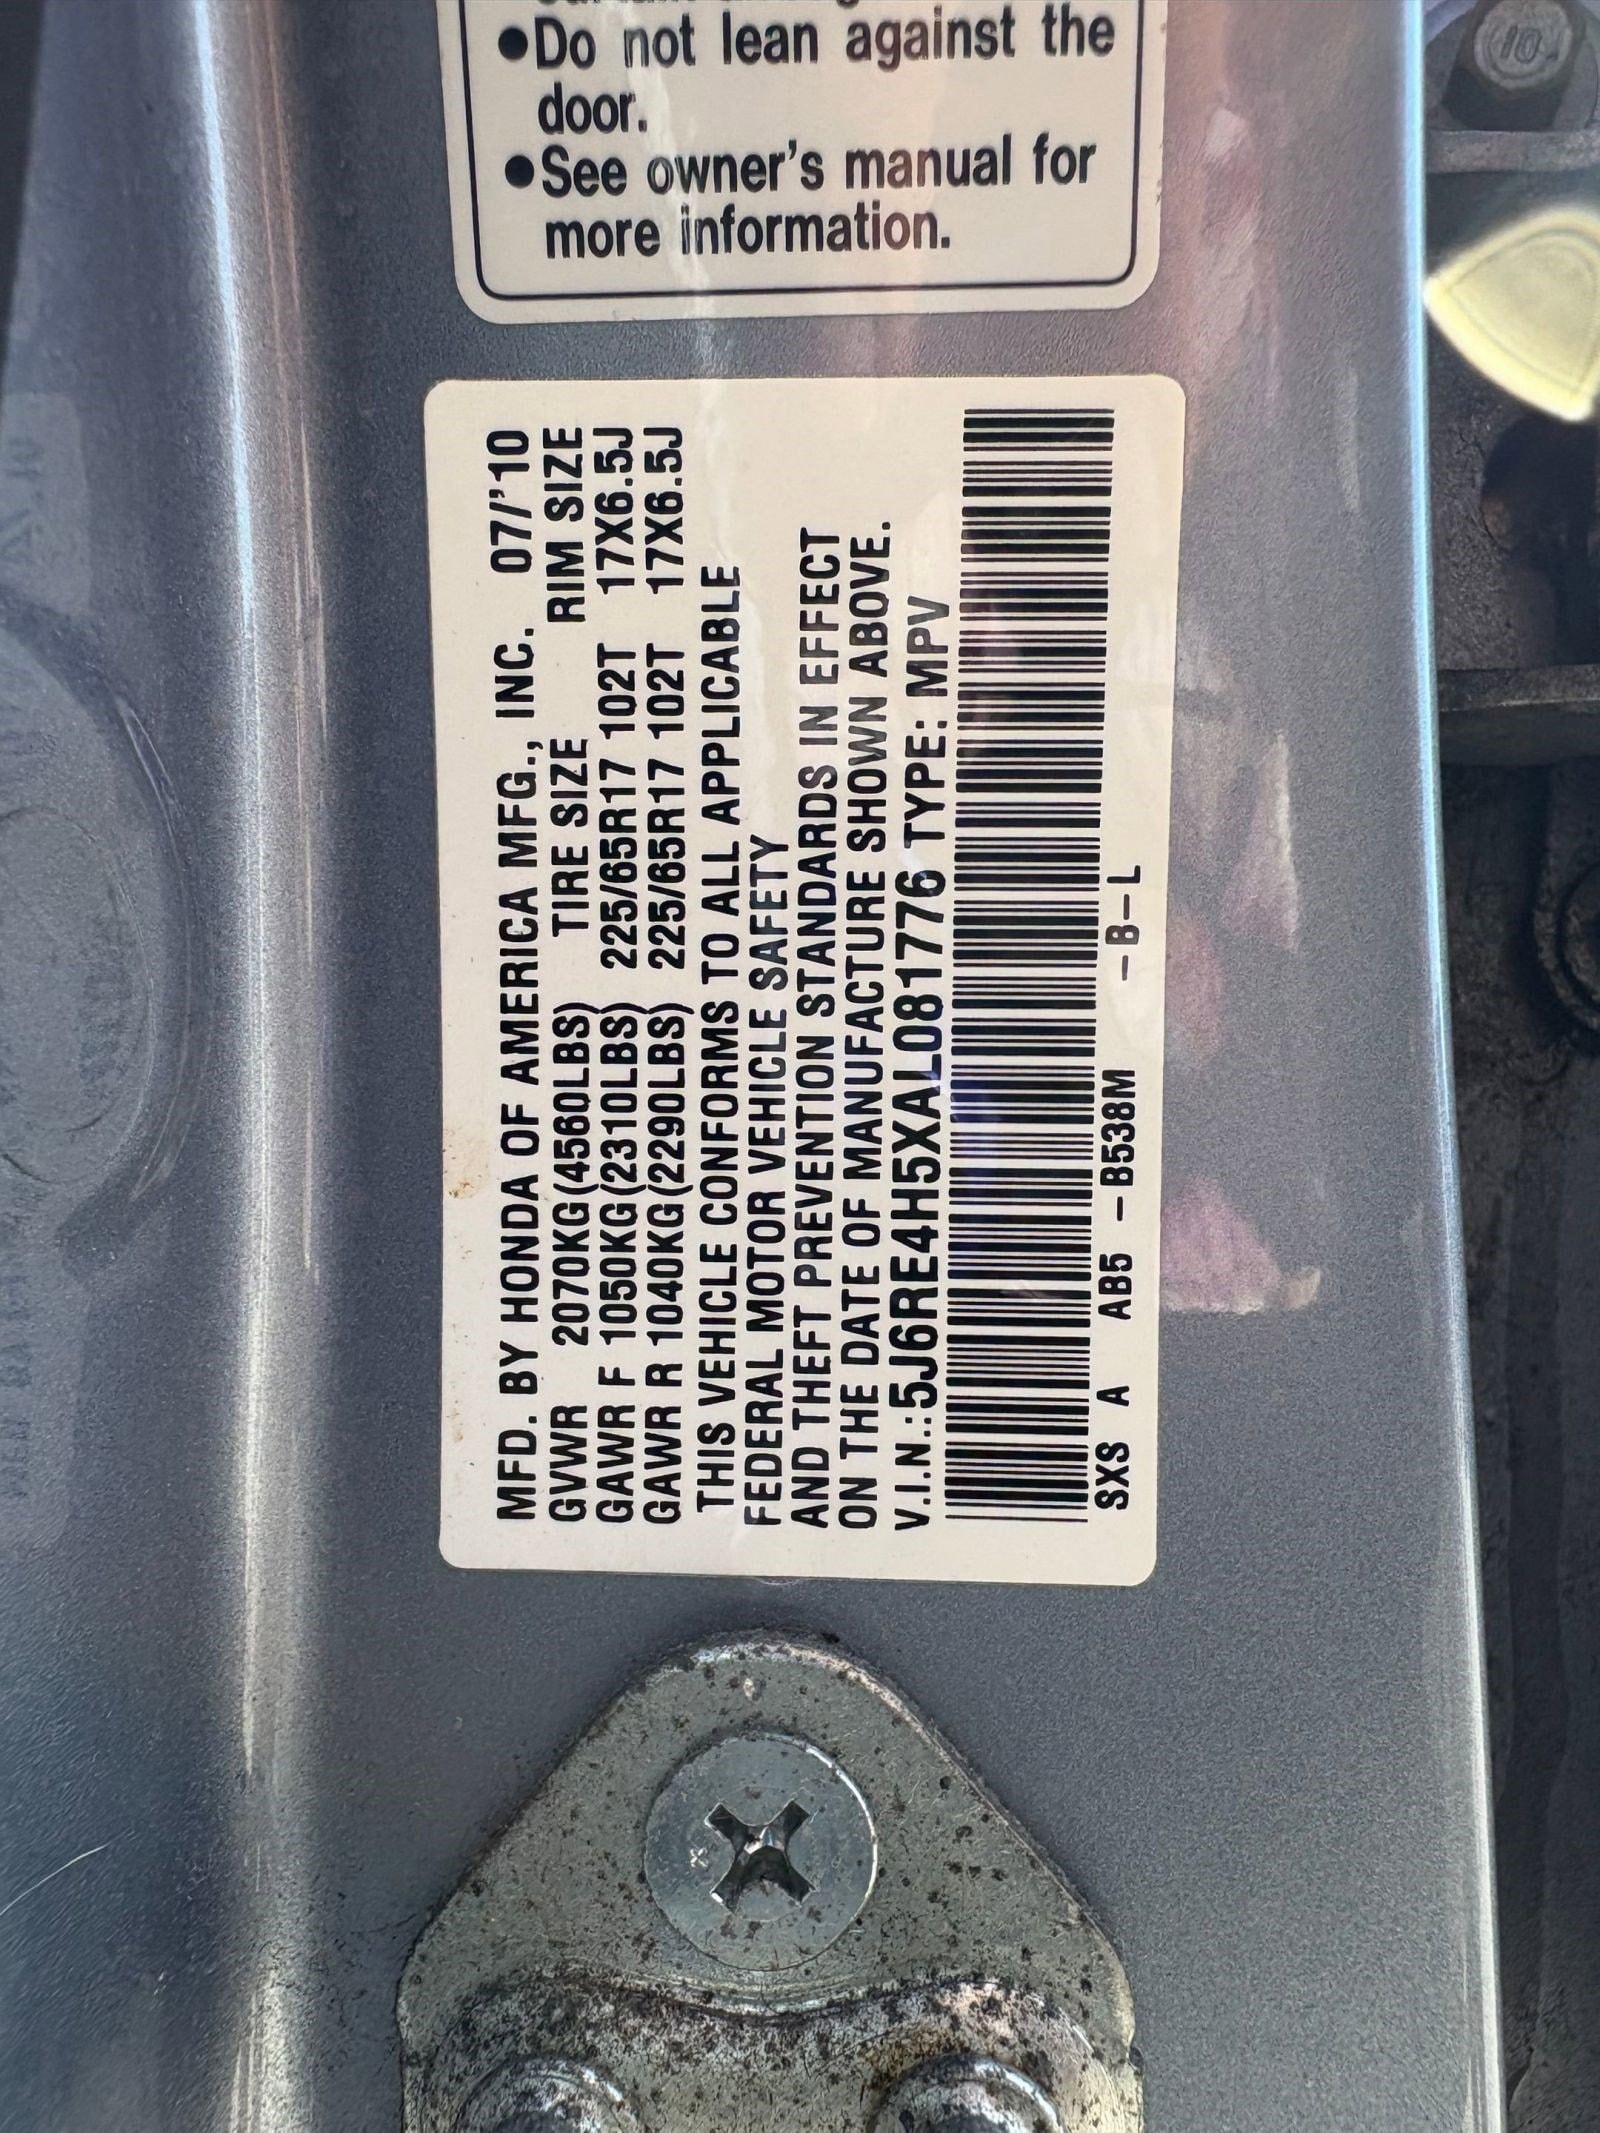 ●Do not lean against the
door.
●See owner's manual for
more information.
MFD. BY HONDA OF AMERICA MFG., INC. 07/'10
GVWR 2070KG(4560LBS) TIRE SIZE RIM SIZE
GAWR F 1050KG(2310LBS) 225/65R17 102T 17X6.5J
GAWR R 1040KG(2290LBS) 225/65R17 102T 17X6.5J
THIS VEHICLE CONFORMS TO ALL APPLICABLE
FEDERAL MOTOR VEHICLE SAFETY
AND THEFT PREVENTION STANDARDS IN EFFECT
ON THE DATE OF MANUFACTURE SHOWN ABOVE.
V.I.N.:5J6RE4H5XAL081776 TYPE: MPV
SXS A AB5 -B538M -B-L
10